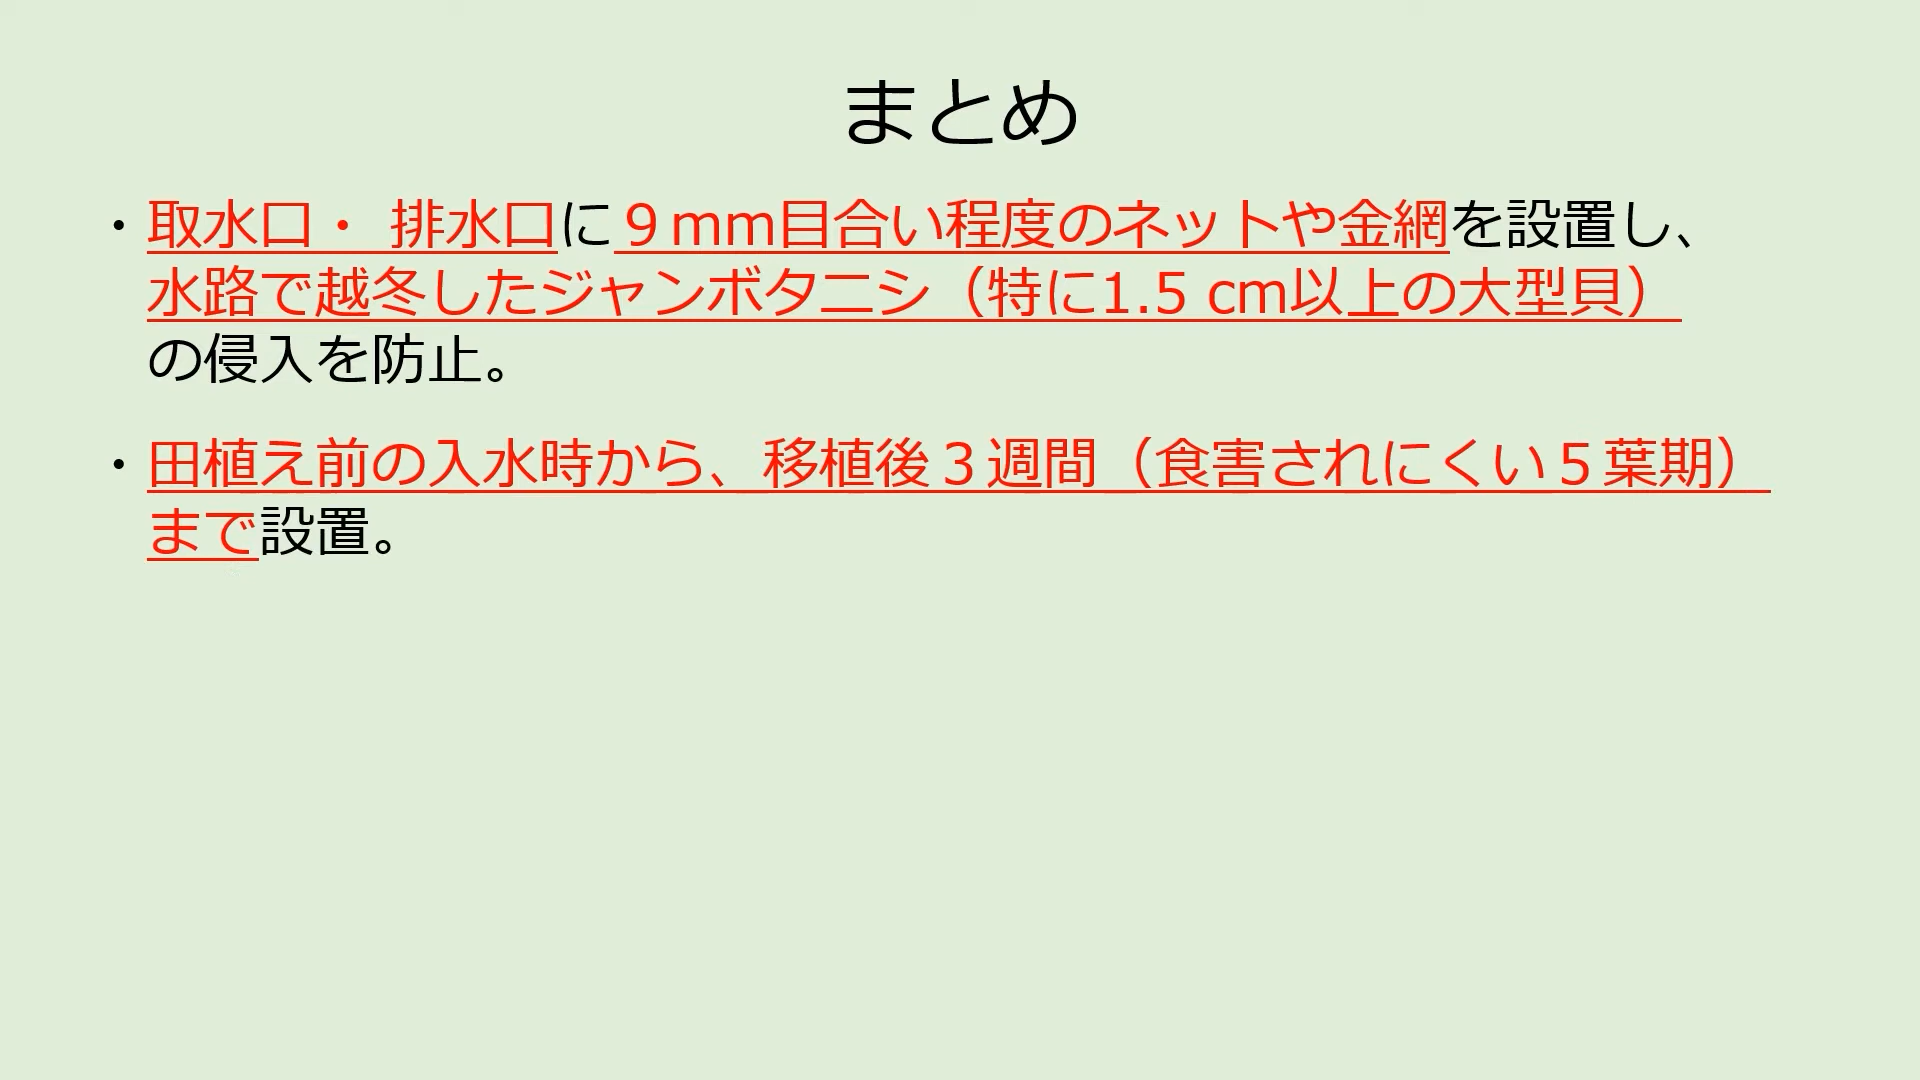 まとめ
・取水口・ 排水口に９mm目合い程度のネットや金網を設置し、
水路で越冬したジャンボタニシ（特に1.5 cm以上の大型貝）
の侵入を防止。
・田植え前の入水時から、移植後３週間（食害されにくい５葉期）
まで設置。